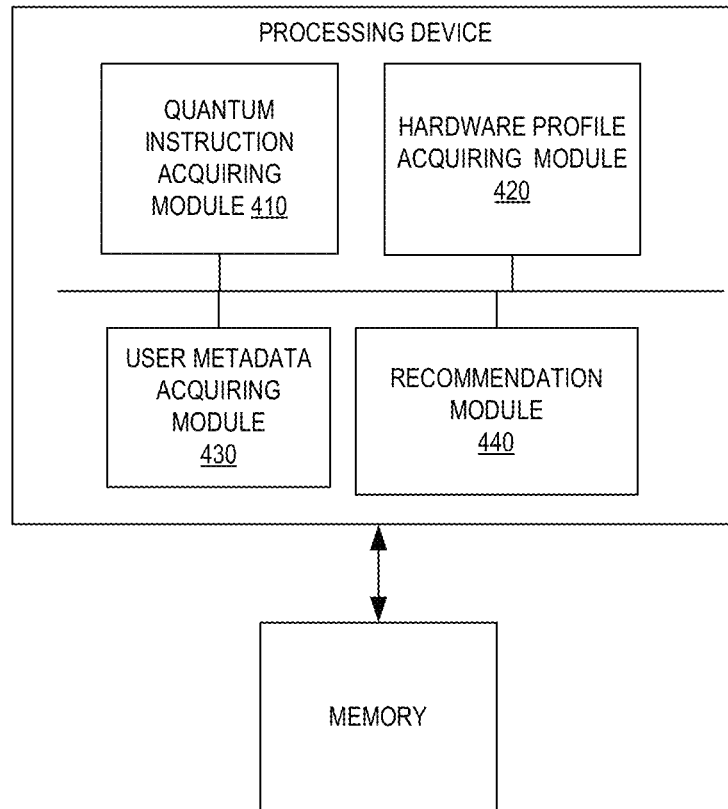 PROCESSING DEVICE
QUANTUM
INSTRUCTION
ACQUIRING
MODULE 410
HARDWARE PROFILE
ACQUIRING MODULE
420
USER METADATA
ACQUIRING
MODULE
430
RECOMMENDATION
MODULE
440
MEMORY